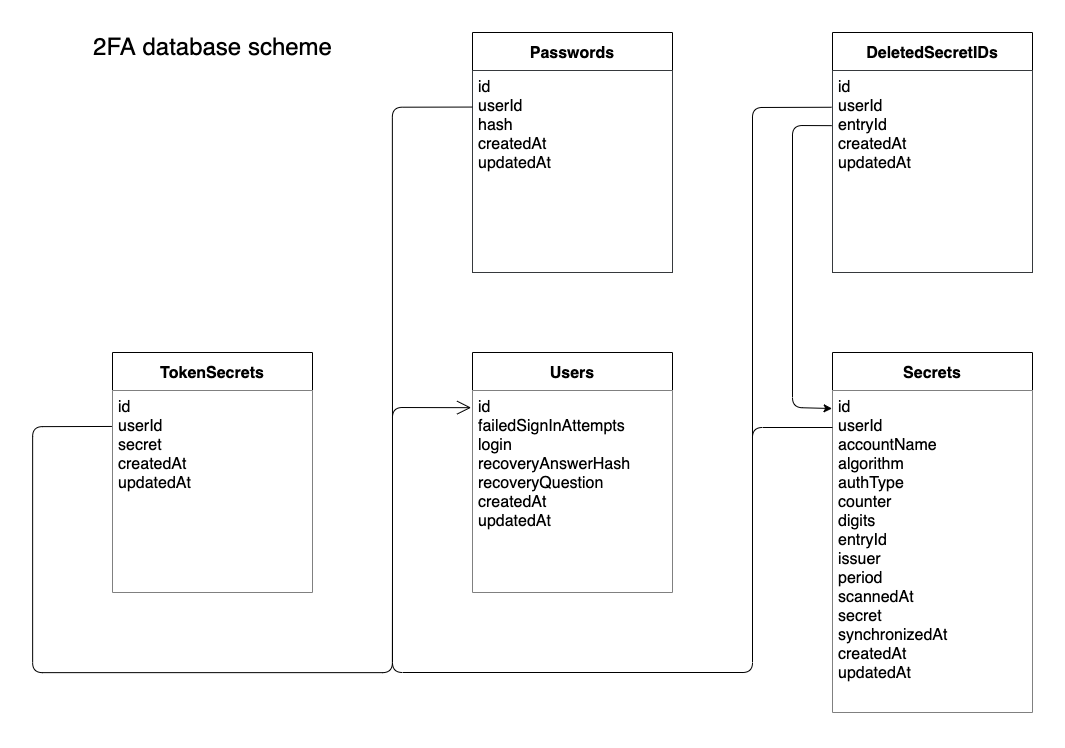 2FA database scheme
Passwords
id
userId
hash
createdAt
updatedAt
DeletedSecretIDs
id
userId
entryId
createdAt
updatedAt
TokenSecrets
id
userId
secret
createdAt
updatedAt
Users
id
failedSignInAttempts
login
recoveryAnswerHash
recoveryQuestion
createdAt
updatedAt
Secrets
id
userId
accountName
algorithm
authType
counter
digits
entryId
issuer
period
scannedAt
secret
synchronizedAt
createdAt
updatedAt